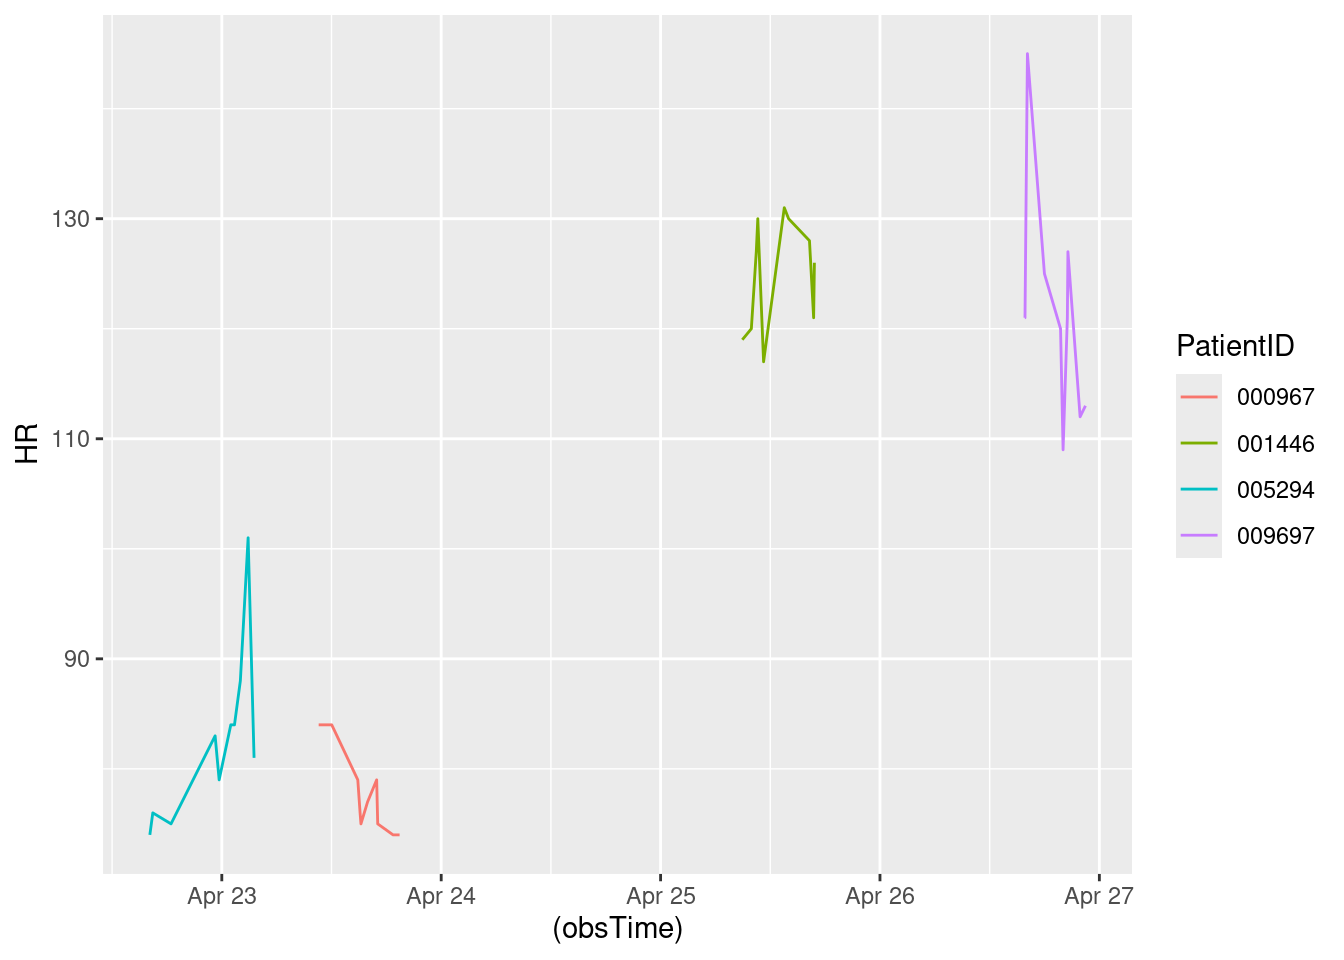 130
110
90
HR
Apr 23
Apr 24
Apr 25
Apr 26
Apr 27
(obsTime)
PatientID
000967
001446
005294
009697